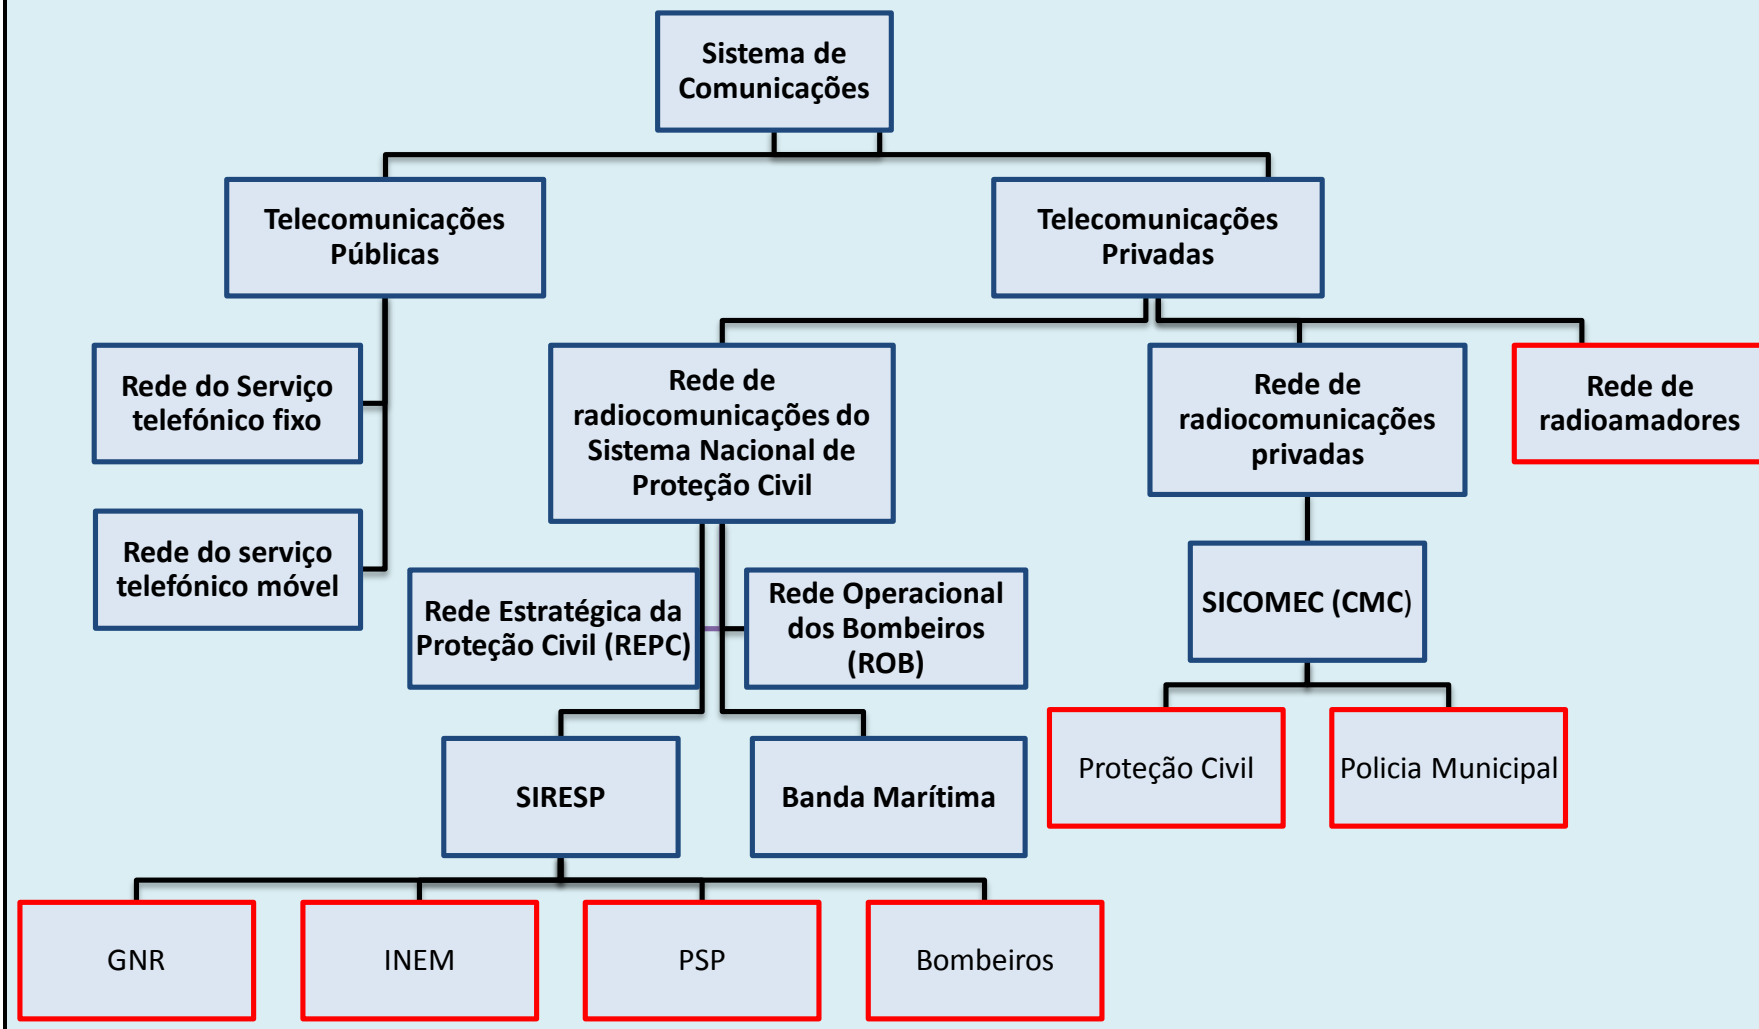 Sistema de
Comunicações
Telecomunicações
Públicas
Telecomunicações
Privadas
Rede do Serviço
telefónico fixo
Rede de
radiocomunicações do
Sistema Nacional de
Proteção Civil
Rede de
radiocomunicações
privadas
Rede de
radioamadores
Rede do serviço
telefónico móvel
Rede Estratégica da
Proteção Civil (REPC)
Rede Operacional
dos Bombeiros
(ROB)
SICOMEC (CMC)
SIRESP
Banda Marítima
Proteção Civil
Policia Municipal
GNR
INEM
PSP
Bombeiros